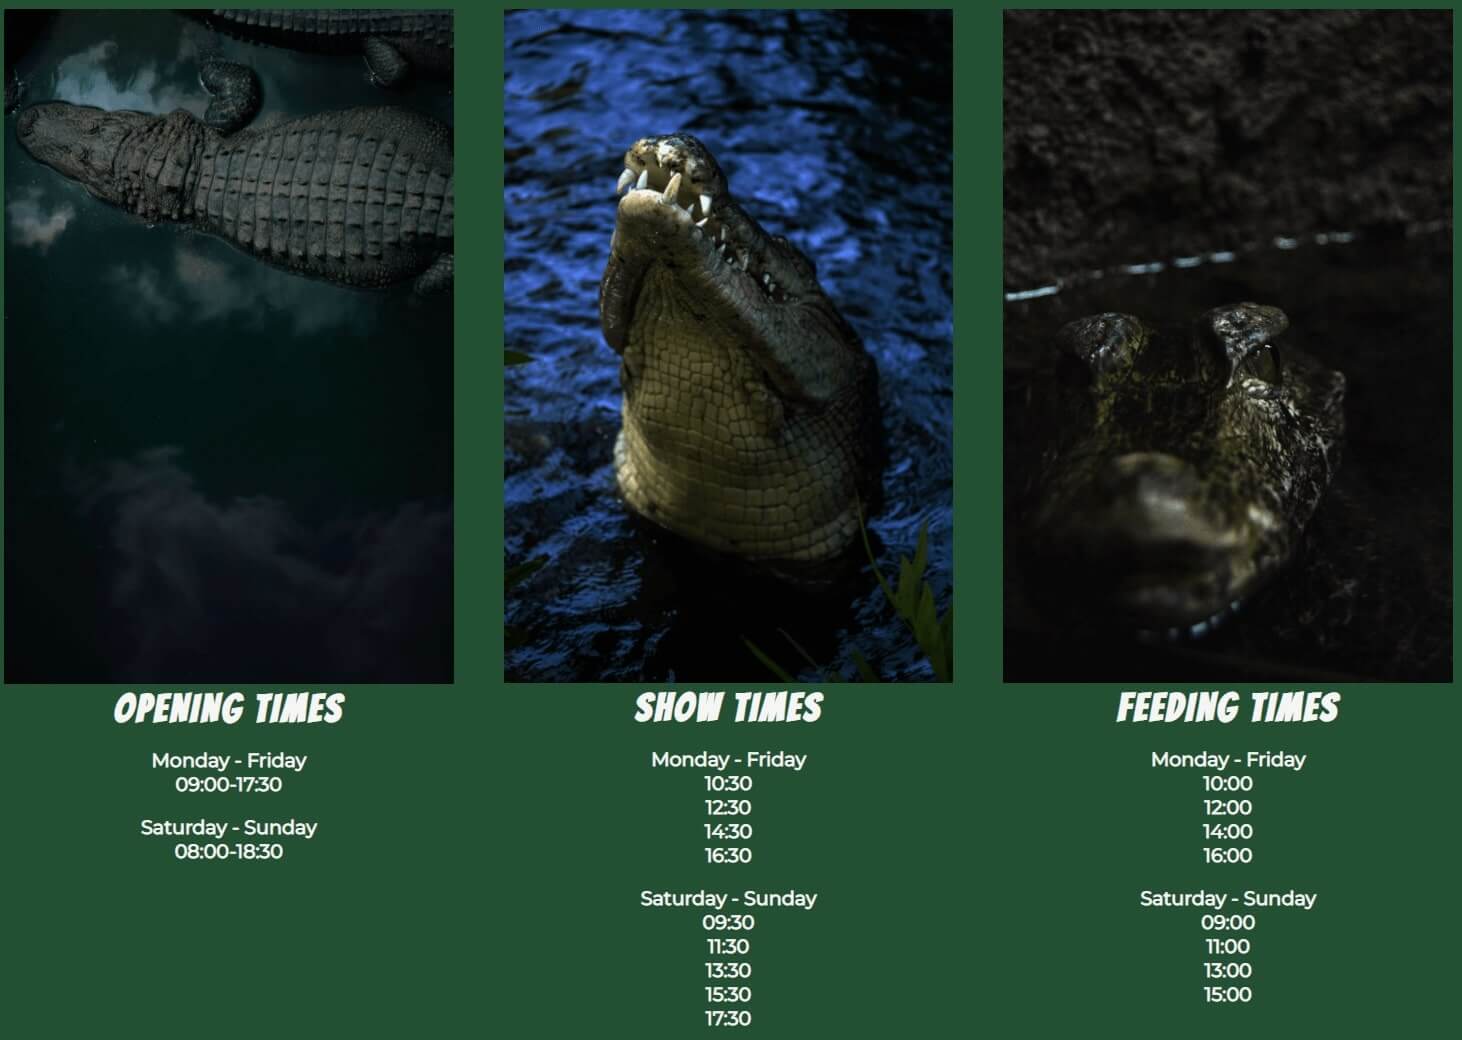 OPENING TIMES
Monday - Friday
09:00-17:30
Saturday - Sunday
08:00-18:30
SHOW TIMES
Monday - Friday
10:30
12:30
14:30
16:30
Saturday - Sunday
09:30
11:30
13:30
15:30
17:30
FEEDING TIMES
Monday - Friday
10:00
12:00
14:00
16:00
Saturday - Sunday
09:00
11:00
13:00
15:00